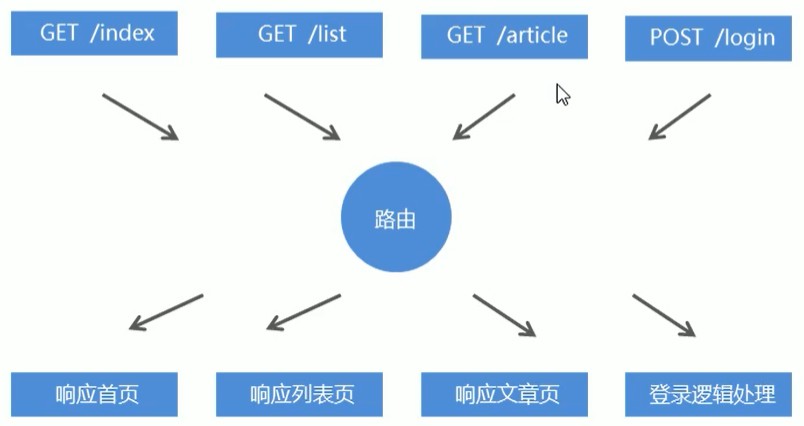 GET /index
GET /list
GET /article
POST /login
路由
响应首页
响应列表页
响应文章页
登录逻辑处理